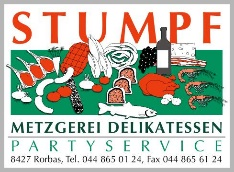 STUMPF
METZGEREI DELIKATESSEN
PARTYSERVICE
8427 Rorbas, Tel. 044 865 01 24, Fax 044 865 61 24